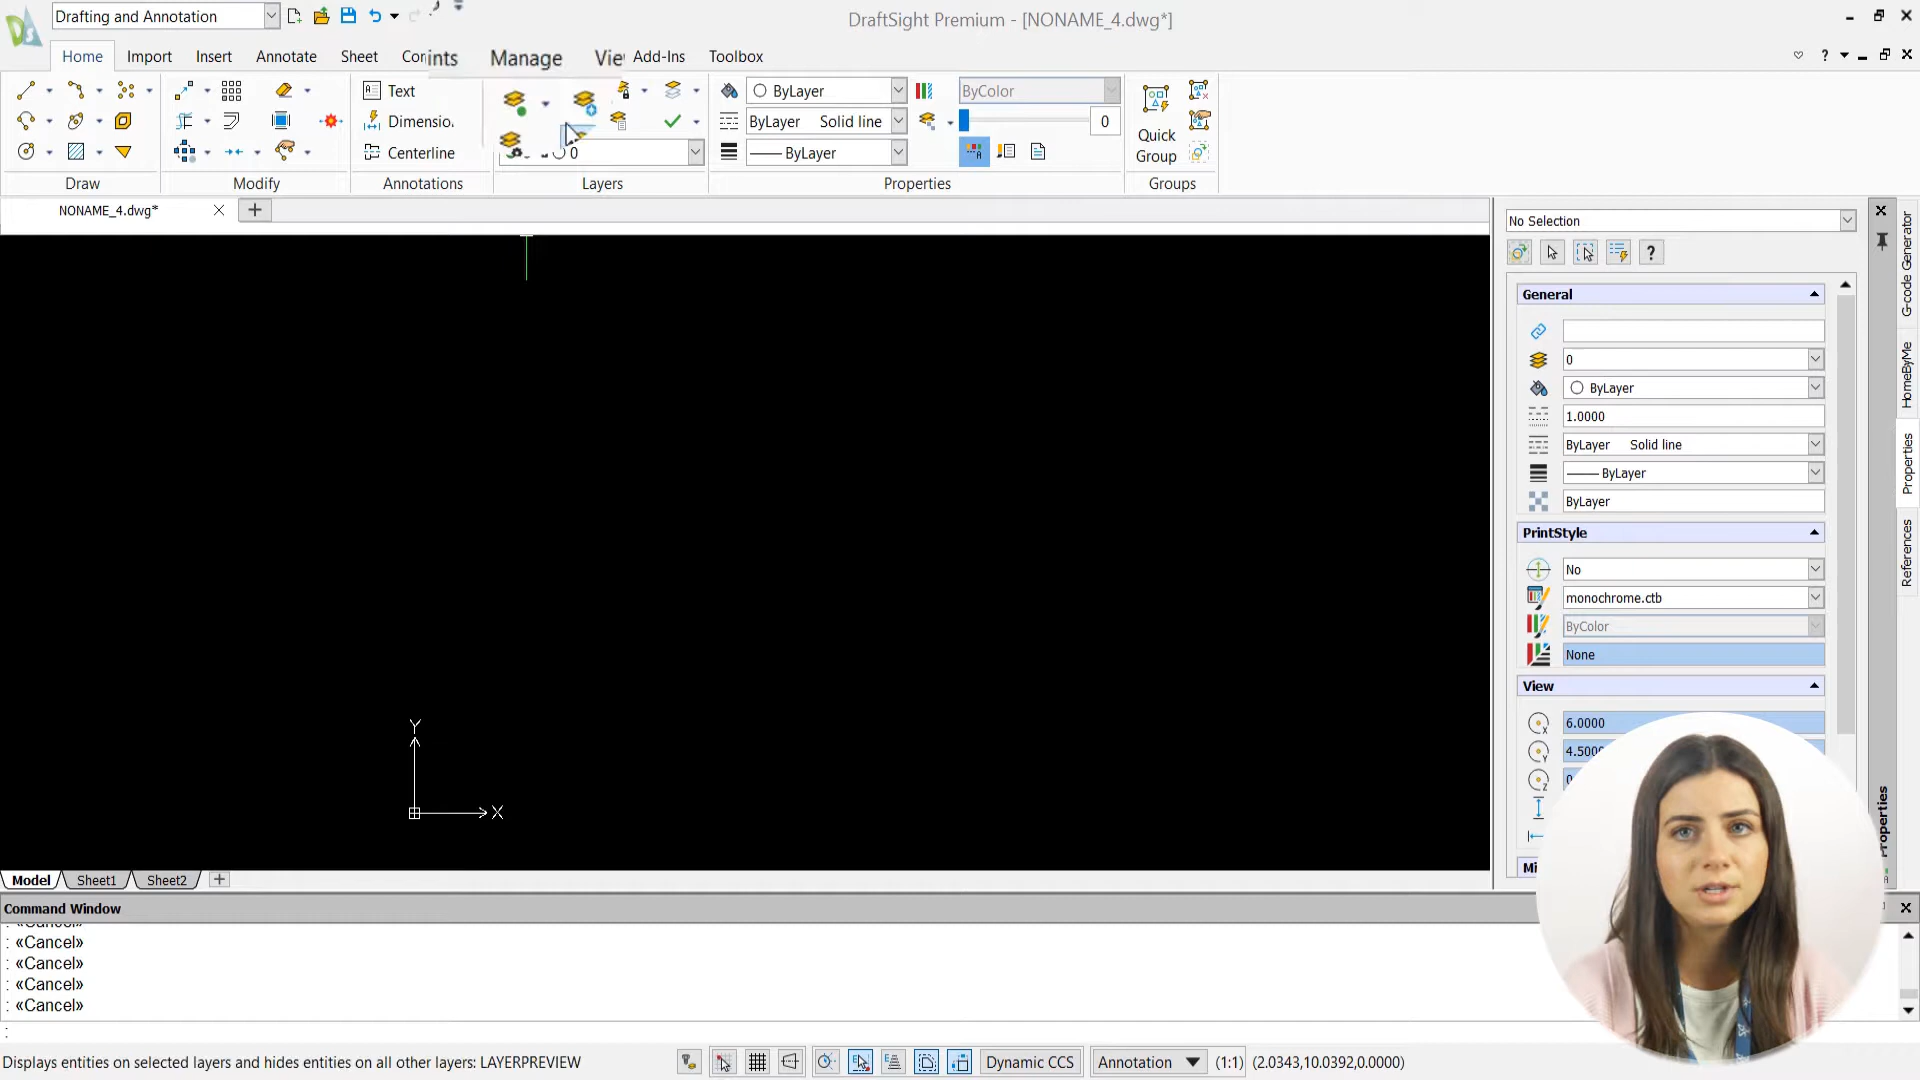 Drafting and Annotation
DraftSight Premium - [NONAME_4.dwg*]
Home Import Insert Annotate Sheet Manage Add-Ins Toolbox
?
Text
Dimensio
Centerline
0
ByLayer
ByLayer Solid line
ByLayer
ByColor
0
Quick
Group
Draw Modify Annotations Layers Properties Groups
NONAME_4.dwg*
No Selection
?
General
0
ByLayer
1.0000
ByLayer Solid line
ByLayer
ByLayer
PrintStyle
No
monochrome.ctb
ByColor
None
View
6.0000
4.500
G-code Generator
HomeByMe
Properties
References
Properties
Y
X
Model Sheet1 Sheet2
Command Window
: «Cancel»
: «Cancel»
: «Cancel»
: «Cancel»
:
Displays entities on selected layers and hides entities on all other layers: LAYERPREVIEW
Dynamic CCS
Annotation
(1:1)
(2.0343,10.0392,0.0000)